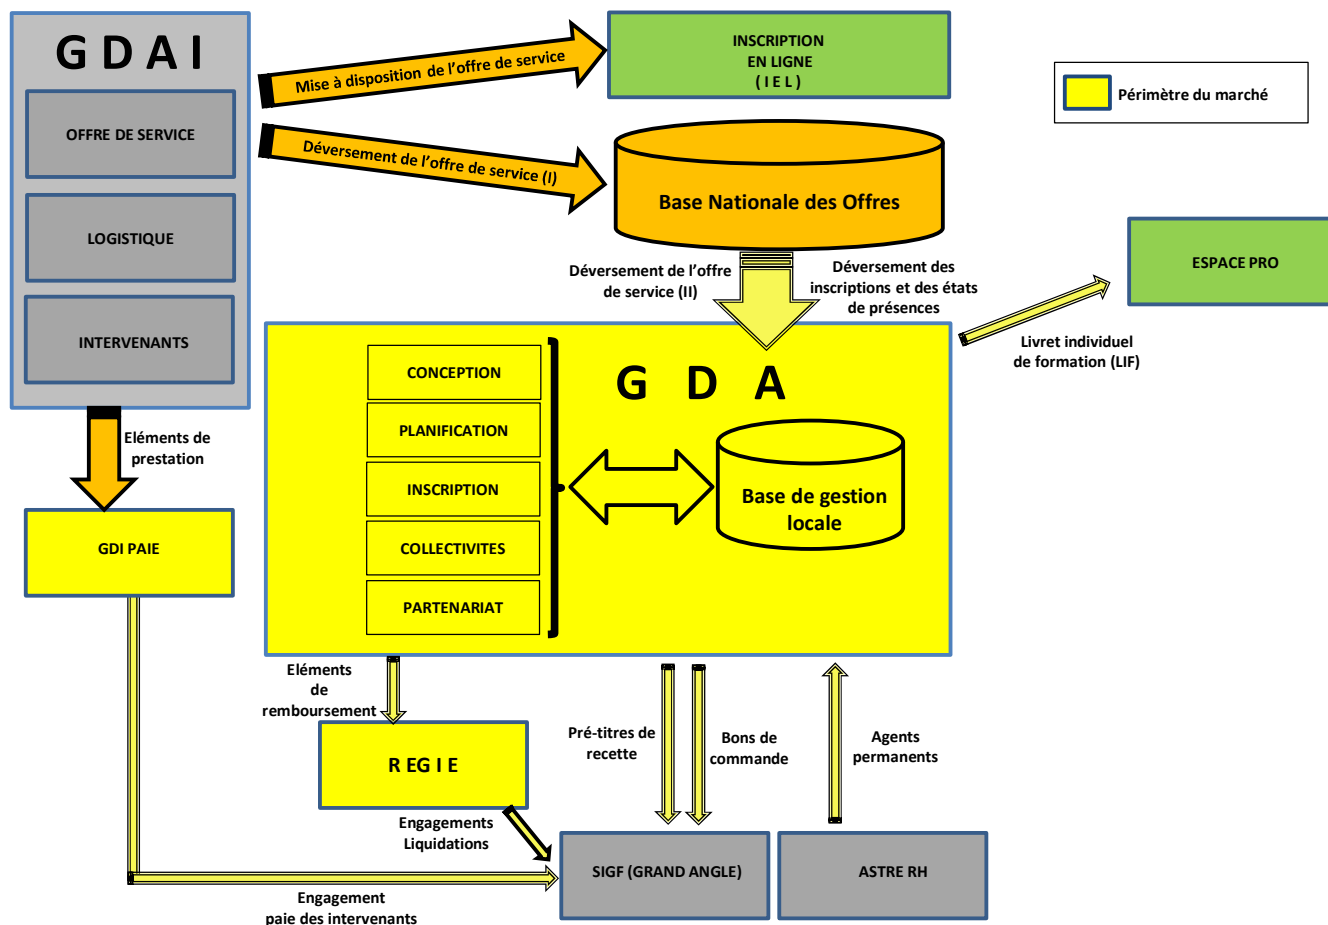 G D A I
OFFRE DE SERVICE
LOGISTIQUE
INTERVENANTS
Mise à disposition de l'offre de service
Déversement de l'offre de service (I)
INSCRIPTION
EN LIGNE
( I E L )
Périmètre du marché
Base Nationale des Offres
Déversement de l'offre
de service (II)
Déversement des
inscriptions et des états
de présences
ESPACE PRO
Livret individuel
de formation (LIF)
Eléments de
prestation
GDI PAIE
G D A
CONCEPTION
PLANIFICATION
INSCRIPTION
COLLECTIVITES
PARTENARIAT
Base de gestion
locale
Eléments
de
remboursement
R EG I E
Pré-titres de
recette
Bons de
commande
Agents
permanents
Engagements
Liquidations
SIGF (GRAND ANGLE)
ASTRE RH
Engagement
paie des intervenants